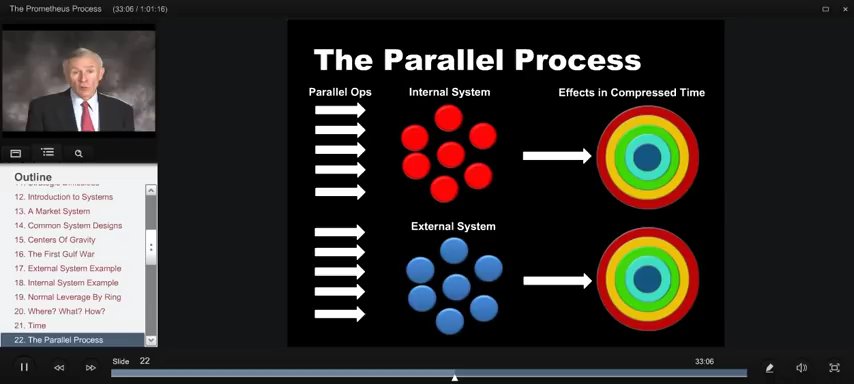 The Prometheus Process (33:06 / 1:01:16)
The Parallel Process
Parallel Ops
Internal System
Effects in Compressed Time
External System
Outline
12. Introduction to Systems
13. A Market System
14. Common System Designs
15. Centers Of Gravity
16. The First Gulf War
17. External System Example
18. Internal System Example
19. Normal Leverage By Ring
20. Where? What? How?
21. Time
22. The Parallel Process
Slide 22
33:06